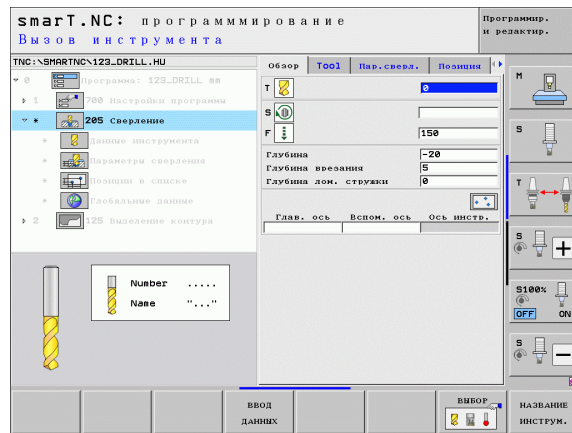 smarT.NC: программмирование
Программир. и редактир.
Вызов инструмента
TNC:\SMARTNC\123_DRILL.HU
0 Программа: 123_DRILL mm
1 700 Настройки программы
* 205 Сверление
* Данные инструмента
* Параметры сверления
* Позиции в списке
* Глобальные данные
2 125 Выделение контура
Number .....
Name "..."
Обзор Tool Пар.сверл. Позиция
T 0
S
F 150
Глубина -20
Глубина врезания 5
Глубина лом. стружки 0
Глав. ось Вспом. ось Ось инстр.
M
S
T
S +
S100% OFF ON
S −
ВВОД ДАННЫХ
ВЫБОР
НАЗВАНИЕ ИНСТРУМ.